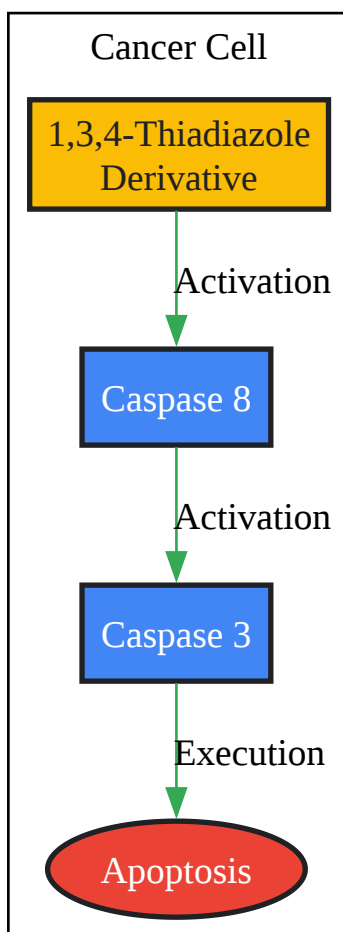 Cancer Cell
1,3,4-Thiadiazole
Derivative
Activation
Caspase 8
Activation
Caspase 3
Execution
Apoptosis